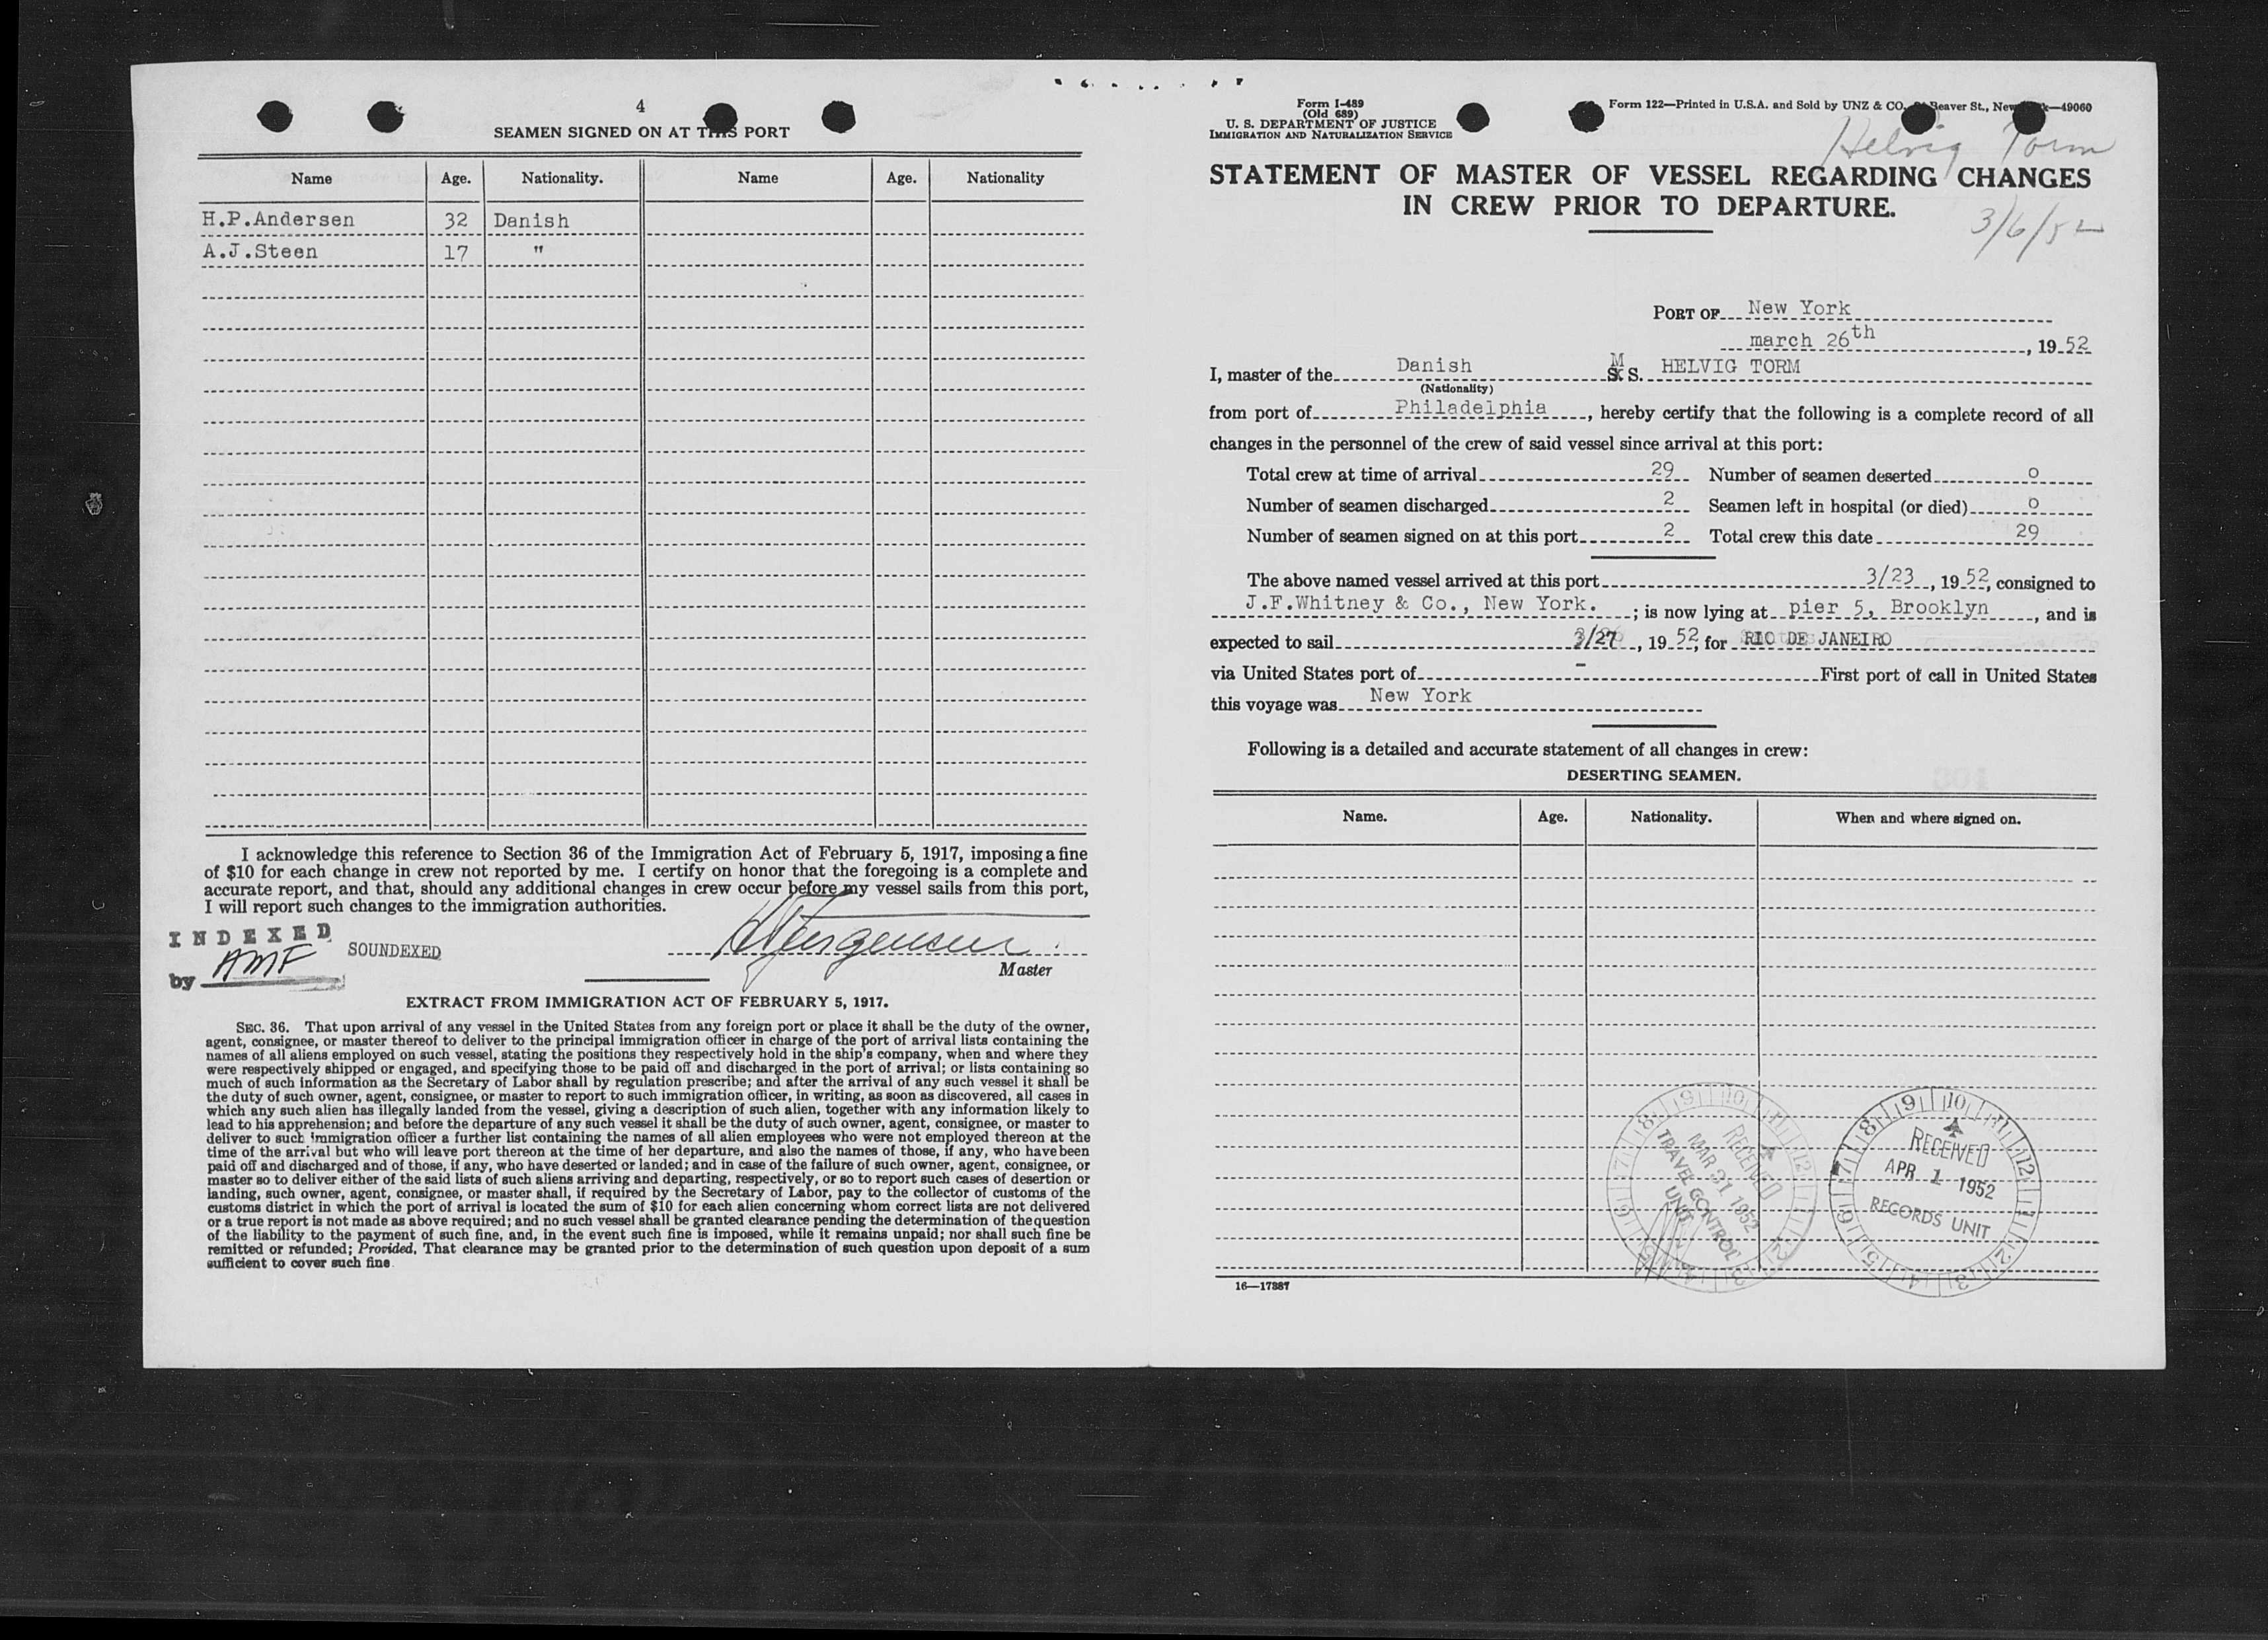 4
SEAMEN SIGNED ON AT THIS PORT
Name Age. Nationality. Name Age. Nationality
H.P.Andersen 32 Danish
A.J.Steen 17 "
I acknowledge this reference to Section 36 of the Immigration Act of February 5, 1917, imposing a fine
of $10 for each change in crew not reported by me. I certify on honor that the foregoing is a complete and
accurate report, and that, should any additional changes in crew occur before my vessel sails from this port,
I will report such changes to the immigration authorities.
INDEXED
by AMF
SOUNDEXED
Master
EXTRACT FROM IMMIGRATION ACT OF FEBRUARY 5, 1917.
SEC. 36. That upon arrival of any vessel in the United States from any foreign port or place it shall be the duty of the owner,
agent, consignee, or master thereof to deliver to the principal immigration officer in charge of the port of arrival lists containing the
names of all aliens employed on such vessel, stating the positions they respectively hold in the ship's company, when and where they
were respectively shipped or engaged, and specifying those to be paid off and discharged in the port of arrival; or lists containing so
much of such information as the Secretary of Labor shall by regulation prescribe; and after the arrival of any such vessel it shall be
the duty of such owner, agent, consignee, or master to report to such immigration officer, in writing, as soon as discovered, all cases in
which any such alien has illegally landed from the vessel, giving a description of such alien, together with any information likely to
lead to his apprehension; and before the departure of any such vessel it shall be the duty of such owner, agent, consignee, or master to
deliver to such immigration officer a further list containing the names of all alien employees who were not employed thereon at the
time of the arrival but who will leave port thereon at the time of her departure, and also the names of those, if any, who have been
paid off and discharged and of those, if any, who have deserted or landed; and in case of the failure of such owner, agent, consignee, or
master so to deliver either of the said lists of such aliens arriving and departing, respectively, or so to report such cases of desertion or
landing, such owner, agent, consignee, or master shall, if required by the Secretary of Labor, pay to the collector of customs of the
customs district in which the port of arrival is located the sum of $10 for each alien concerning whom correct lists are not delivered
or a true report is not made as above required; and no such vessel shall be granted clearance pending the determination of the question
of the liability to the payment of such fine, and, in the event such fine is imposed, while it remains unpaid; nor shall such fine be
remitted or refunded; Provided, That clearance may be granted prior to the determination of such question upon deposit of a sum
sufficient to cover such fine.
Form I-489
(Old 689)
U. S. DEPARTMENT OF JUSTICE
IMMIGRATION AND NATURALIZATION SERVICE
Form 122—Printed in U.S.A. and Sold by UNZ & CO. Beaver St., New —49060
Helvig Torm
STATEMENT OF MASTER OF VESSEL REGARDING CHANGES
IN CREW PRIOR TO DEPARTURE.
3/6/52
PORT OF New York
march 26th, 1952
I, master of the Danish M S. HELVIG TORM
(Nationality)
from port of Philadelphia, hereby certify that the following is a complete record of all
changes in the personnel of the crew of said vessel since arrival at this port:
Total crew at time of arrival 29 Number of seamen deserted o
Number of seamen discharged 2 Seamen left in hospital (or died) o
Number of seamen signed on at this port 2 Total crew this date 29
The above named vessel arrived at this port 3/23, 1952, consigned to
J.F.Whitney & Co., New York. ; is now lying at pier 5, Brooklyn, and is
expected to sail 3/27, 1952, for RIO DE JANEIRO
via United States port of - First port of call in United States
this voyage was New York
Following is a detailed and accurate statement of all changes in crew:
DESERTING SEAMEN.
Name. Age. Nationality. When and where signed on.
RECEIVED
MAR 31 1952
TRAVEL CONTROL
UNIT
RECEIVED
APR 1 1952
RECORDS UNIT
16—17887